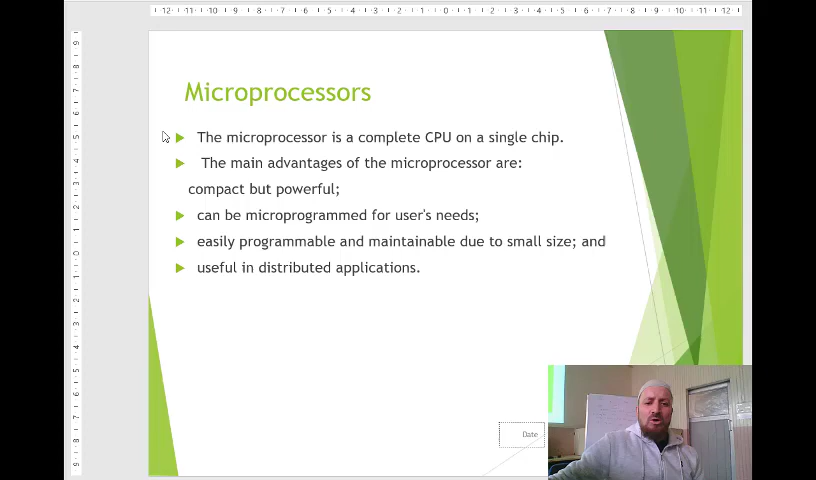 Microprocessors
The microprocessor is a complete CPU on a single chip.
The main advantages of the microprocessor are:
compact but powerful;
can be microprogrammed for user's needs;
easily programmable and maintainable due to small size; and
useful in distributed applications.
Date